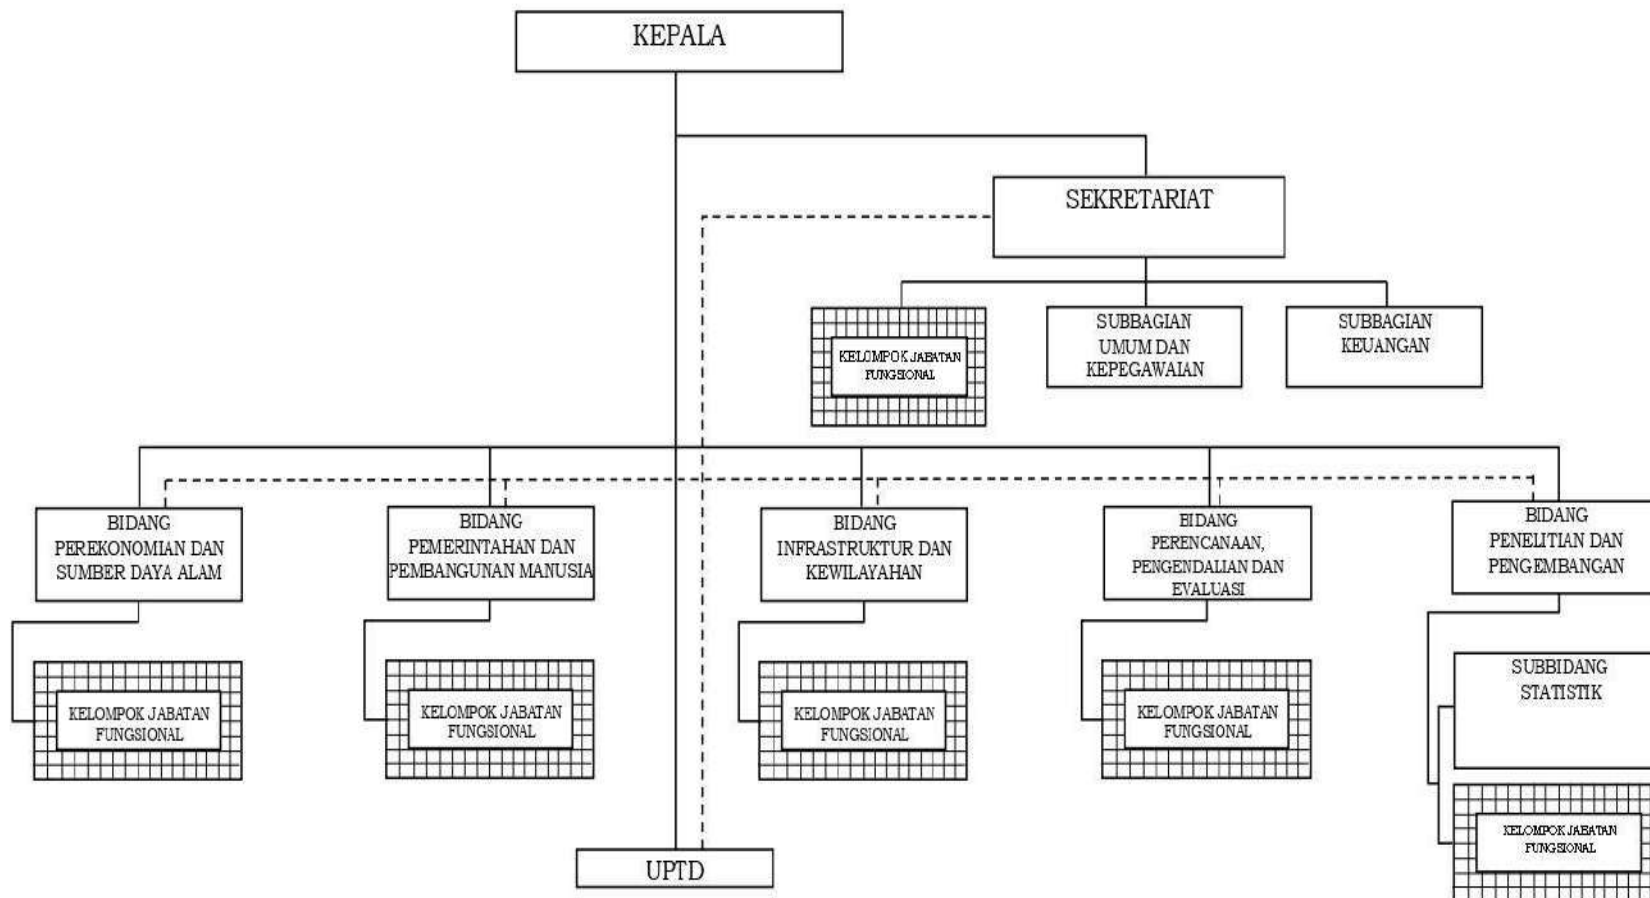 KEPALA
SEKRETARIAT
KELOMPOK JABATAN
FUNGSIONAL
SUBBAGIAN
UMUM DAN
KEPEGAWAIAN
SUBBAGIAN
KEUANGAN
BIDANG
PEREKONOMIAN DAN
SUMBER DAYA ALAM
BIDANG
PEMERINTAHAN DAN
PEMBANGUNAN MANUSIA
BIDANG
INFRASTRUKTUR DAN
KEWILAYAHAN
BIDANG
PERENCANAAN,
PENGENDALIAN DAN
EVALUASI
BIDANG
PENELITIAN DAN
PENGEMBANGAN
KELOMPOK JABATAN
FUNGSIONAL
KELOMPOK JABATAN
FUNGSIONAL
KELOMPOK JABATAN
FUNGSIONAL
KELOMPOK JABATAN
FUNGSIONAL
SUBBIDANG
STATISTIK
KELOMPOK JABATAN
FUNGSIONAL
UPTD